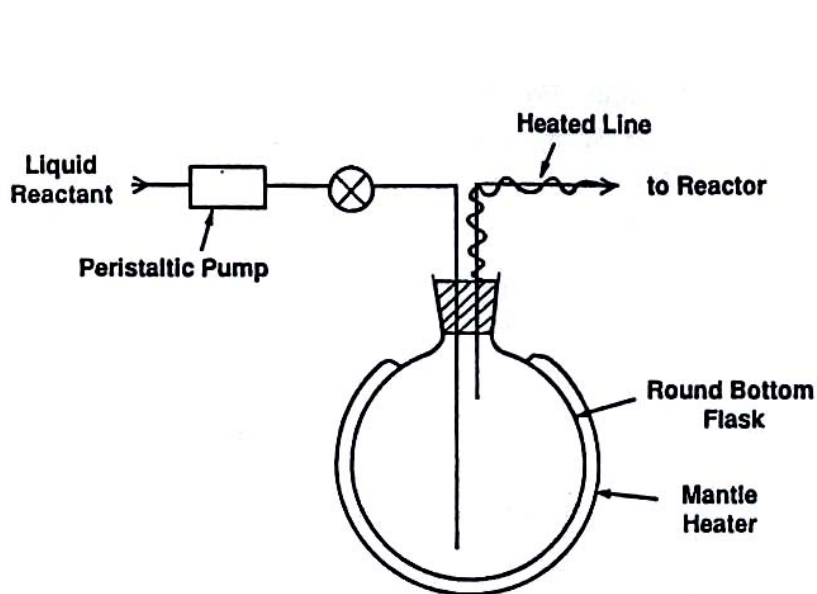 Heated Line
Liquid
Reactant
to Reactor
Peristaltic Pump
Round Bottom
Flask
Mantle
Heater